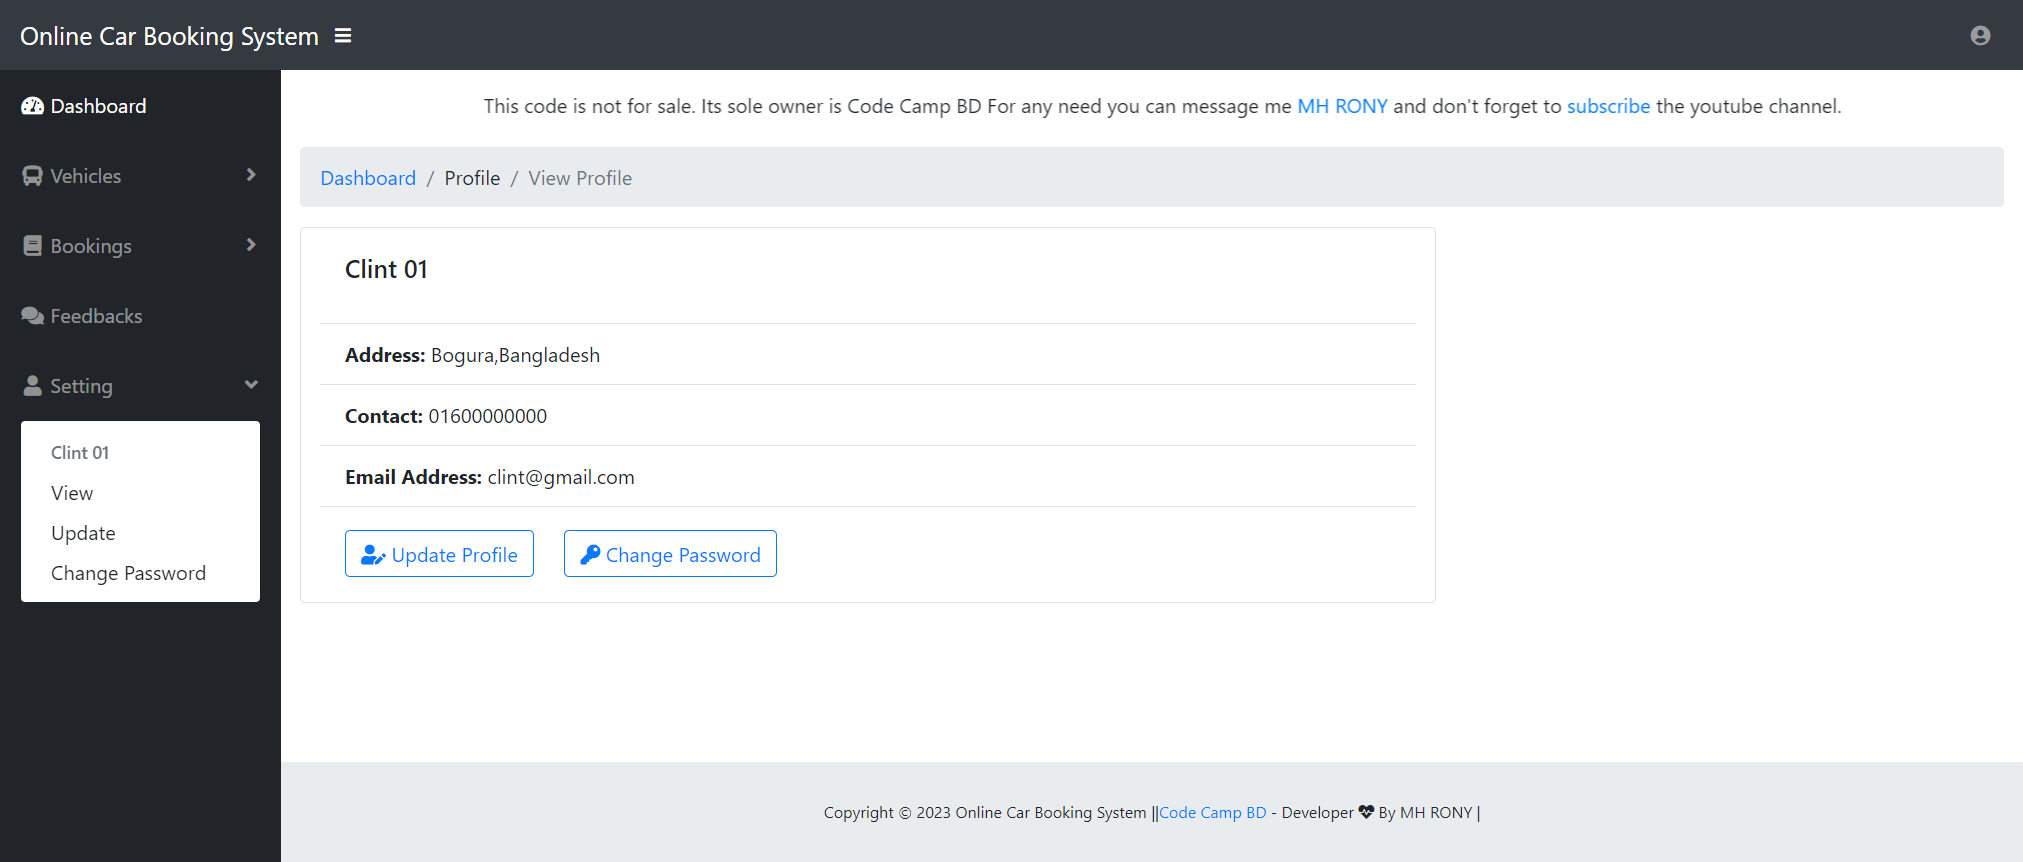 Online Car Booking System
Dashboard
Vehicles
Bookings
Feedbacks
Setting
Clint 01
View
Update
Change Password
This code is not for sale. Its sole owner is Code Camp BD For any need you can message me MH RONY and don't forget to subscribe the youtube channel.
Dashboard / Profile / View Profile
Clint 01
Address: Bogura,Bangladesh
Contact: 01600000000
Email Address: clint@gmail.com
Update Profile Change Password
Copyright © 2023 Online Car Booking System ||Code Camp BD - Developer By MH RONY |